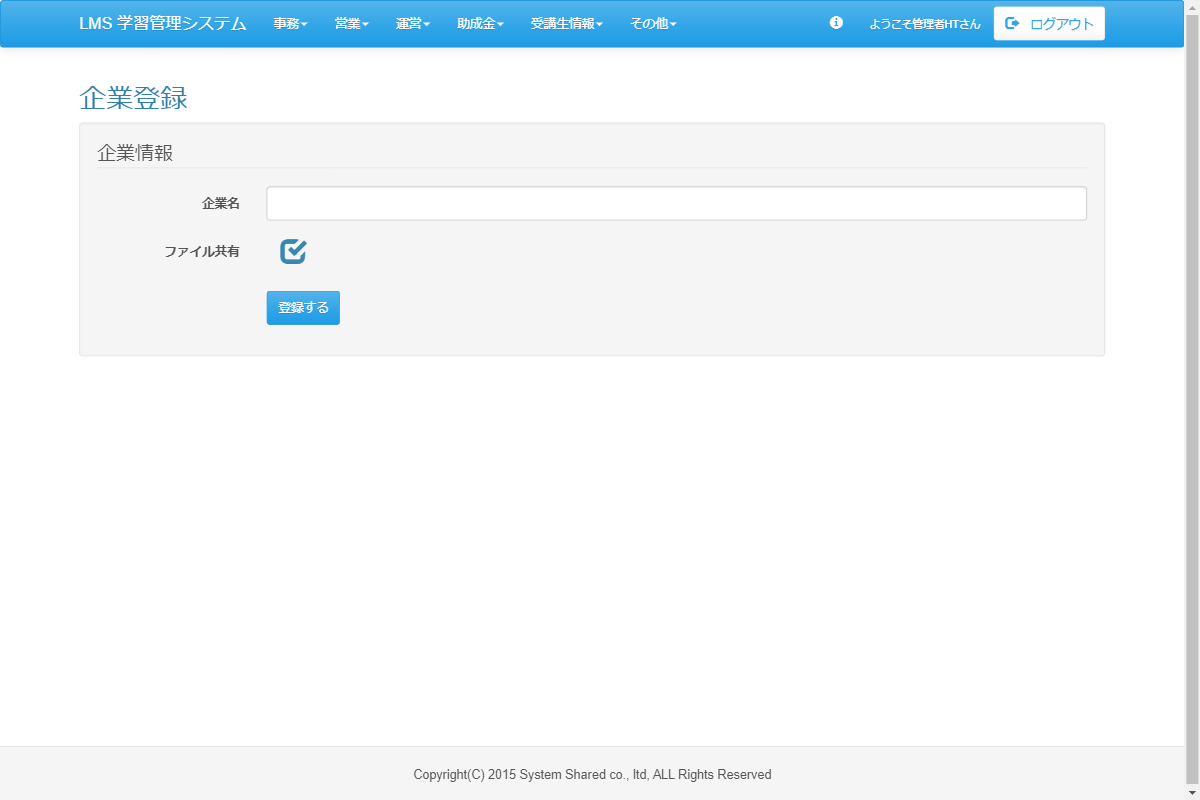 LMS 学習管理システム 事務 営業 運営 助成金 受講生情報 その他 ようこそ管理者HTさん ログアウト
企業登録
企業情報
企業名
ファイル共有
登録する
Copyright(C) 2015 System Shared co., ltd, ALL Rights Reserved